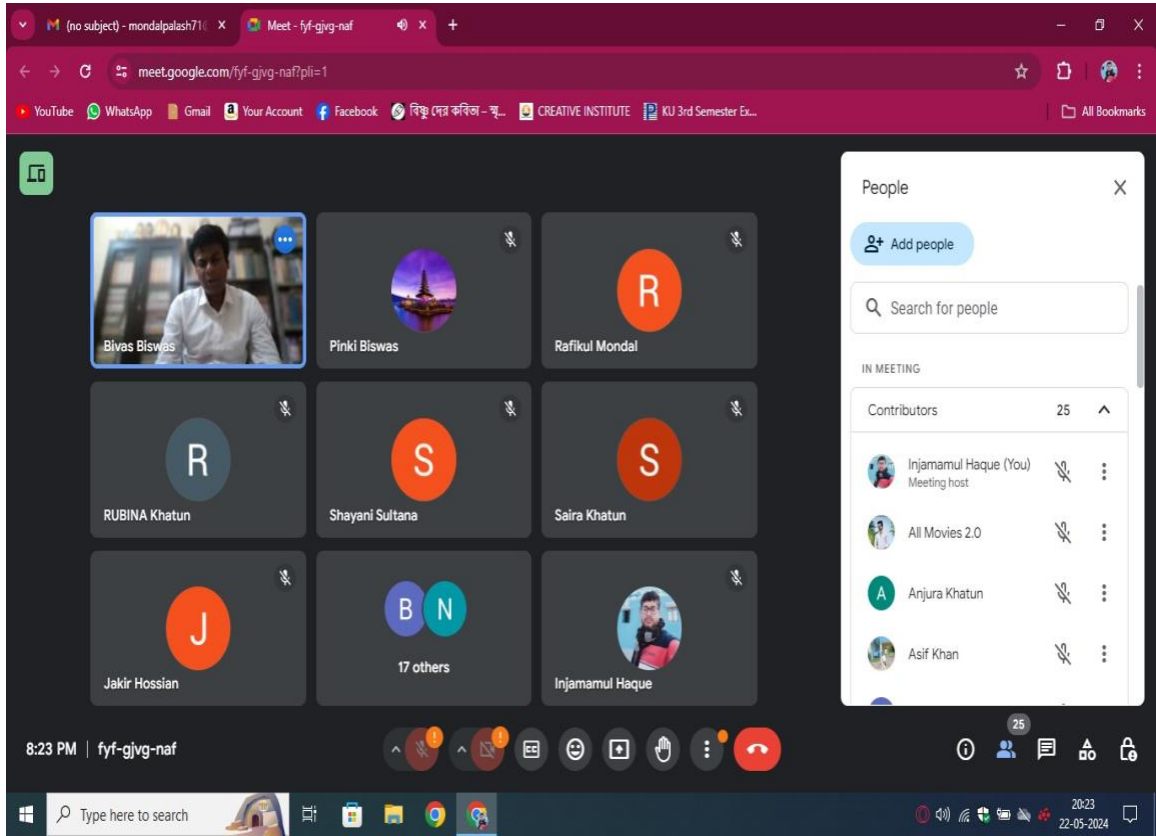 (no subject) - mondalpalash71
Meet - fyf-gjvg-naf
meet.google.com/fyf-gjvg-naf?pli=1
YouTube WhatsApp Gmail Your Account Facebook বিষ্ণু দের কবিতা – স্মৃ... CREATIVE INSTITUTE KU 3rd Semester Ex... All Bookmarks
Bivas Biswas
Pinki Biswas
R
Rafikul Mondal
R
RUBINA Khatun
S
Shayani Sultana
S
Saira Khatun
J
Jakir Hossian
B N
17 others
Injamamul Haque
People
Add people
Search for people
IN MEETING
Contributors 25
Injamamul Haque (You)
Meeting host
All Movies 2.0
A Anjura Khatun
Asif Khan
8:23 PM | fyf-gjvg-naf
CC
25
Type here to search
20:23
22-05-2024